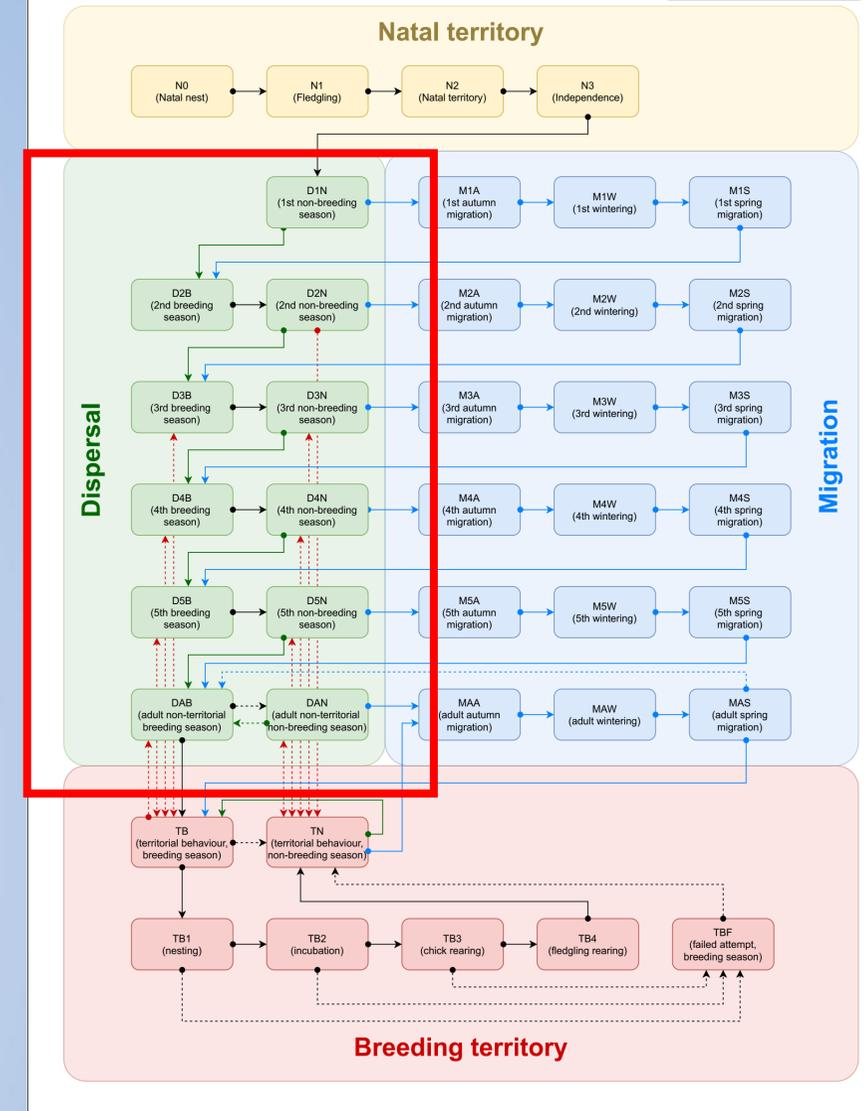 Natal territory
N0
(Natal nest)
N1
(Fledgling)
N2
(Natal territory)
N3
(Independence)
D1N
(1st non-breeding
season)
M1A
(1st autumn
migration)
M1W
(1st wintering)
M1S
(1st spring
migration)
D2B
(2nd breeding
season)
D2N
(2nd non-breeding
season)
M2A
(2nd autumn
migration)
M2W
(2nd wintering)
M2S
(2nd spring
migration)
Dispersal
D3B
(3rd breeding
season)
D3N
(3rd non-breeding
season)
M3A
(3rd autumn
migration)
M3W
(3rd wintering)
M3S
(3rd spring
migration)
Migration
D4B
(4th breeding
season)
D4N
(4th non-breeding
season)
M4A
(4th autumn
migration)
M4W
(4th wintering)
M4S
(4th spring
migration)
D5B
(5th breeding
season)
D5N
(5th non-breeding
season)
M5A
(5th autumn
migration)
M5W
(5th wintering)
M5S
(5th spring
migration)
DAB
(adult non-territorial
breeding season)
DAN
(adult non-territorial
non-breeding season)
MAA
(adult autumn
migration)
MAW
(adult wintering)
MAS
(adult spring
migration)
TB
(territorial behaviour,
breeding season)
TN
(territorial behaviour,
non-breeding season)
TB1
(nesting)
TB2
(incubation)
TB3
(chick rearing)
TB4
(fledgling rearing)
TBF
(failed attempt,
breeding season)
Breeding territory